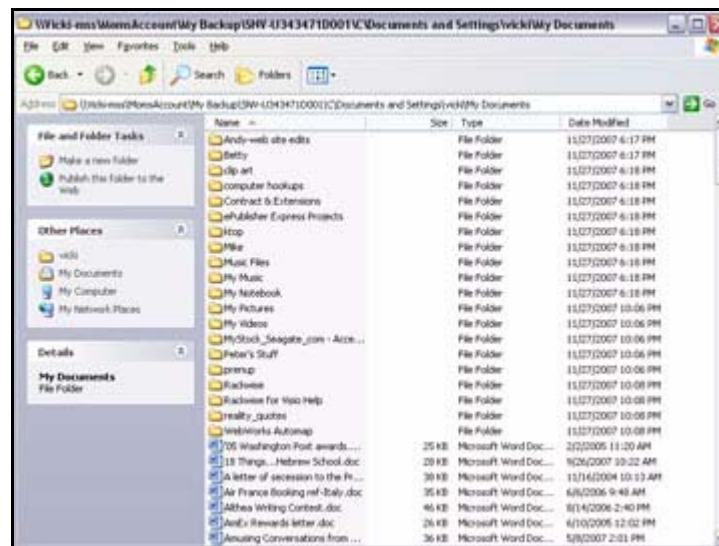 \\Vicki-mns\MomsAccount\My Backup\SHV-U343471D001\C\Documents and Settings\vicki\My Documents
File Edit View Favorites Tools Help
Back Search Folders
Address \\Vicki-mns\MomsAccount\My Backup\SHV-U343471D001\C\Documents and Settings\vicki\My Documents Go
File and Folder Tasks
Make a new folder
Publish this folder to the Web
Other Places
vicki
My Documents
My Computer
My Network Places
Details
My Documents
File Folder
Name Size Type Date Modified
Andy-web site edits File Folder 11/27/2007 6:17 PM
Betty File Folder 11/27/2007 6:17 PM
clip art File Folder 11/27/2007 6:18 PM
computer hookups File Folder 11/27/2007 6:18 PM
Contract & Extensions File Folder 11/27/2007 6:18 PM
ePublisher Express Projects File Folder 11/27/2007 6:18 PM
ktop File Folder 11/27/2007 6:18 PM
Mike File Folder 11/27/2007 6:18 PM
Music Files File Folder 11/27/2007 6:18 PM
My Music File Folder 11/27/2007 6:18 PM
My Notebook File Folder 11/27/2007 6:18 PM
My Pictures File Folder 11/27/2007 10:06 PM
My Videos File Folder 11/27/2007 10:06 PM
MyStock_Seagate_com - Acce... File Folder 11/27/2007 10:06 PM
Peter's Stuff File Folder 11/27/2007 10:06 PM
prenup File Folder 11/27/2007 10:06 PM
Rackwise File Folder 11/27/2007 10:08 PM
Rackwise for Visio Help File Folder 11/27/2007 10:08 PM
reality_quotes File Folder 11/27/2007 10:08 PM
WebWorks Automap File Folder 11/27/2007 10:08 PM
'05 Washington Post awards.... 25 KB Microsoft Word Doc... 2/2/2005 11:20 AM
18 Things...Hebrew School.doc 28 KB Microsoft Word Doc... 9/26/2007 10:22 AM
A letter of secession to the Pr... 38 KB Microsoft Word Doc... 11/16/2004 10:13 AM
Air France Booking ref-Italy.doc 35 KB Microsoft Word Doc... 6/6/2006 9:48 AM
Althea Writing Contest.doc 46 KB Microsoft Word Doc... 8/14/2006 2:40 PM
AmEx Rewards letter.doc 26 KB Microsoft Word Doc... 6/10/2005 12:02 PM
Amusing Conversations from ... 36 KB Microsoft Word Doc... 5/8/2007 2:01 PM